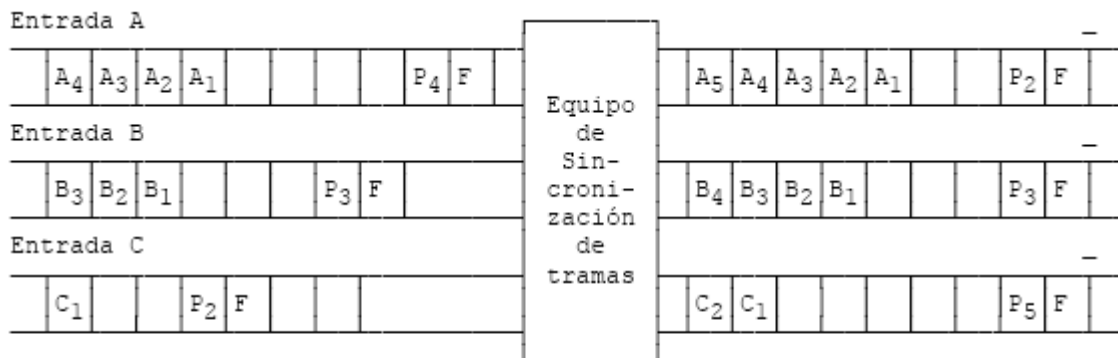 Entrada A
A4 A3 A2 A1 P4 F
A5 A4 A3 A2 A1 P2 F
Entrada B
B3 B2 B1 P3 F
B4 B3 B2 B1 P3 F
Entrada C
C1 P2 F
C2 C1 P5 F
Equipo
de
Sin-
croni-
zación
de
tramas